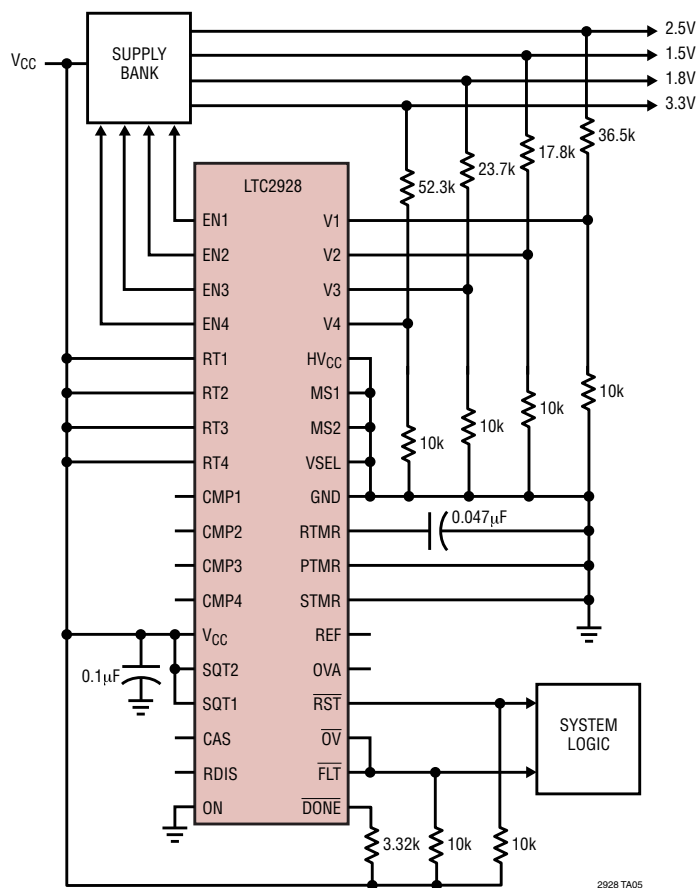 2.5V
1.5V
1.8V
3.3V
VCC
SUPPLY
BANK
36.5k
17.8k
23.7k
52.3k
LTC2928
EN1
EN2
EN3
EN4
RT1
RT2
RT3
RT4
CMP1
CMP2
CMP3
CMP4
VCC
SQT2
SQT1
CAS
RDIS
ON
V1
V2
V3
V4
HVCC
MS1
MS2
VSEL
GND
RTMR
PTMR
STMR
REF
OVA
RST
OV
FLT
DONE
10k
10k
10k
10k
0.047μF
0.1μF
SYSTEM
LOGIC
3.32k
10k
10k
2928 TA05